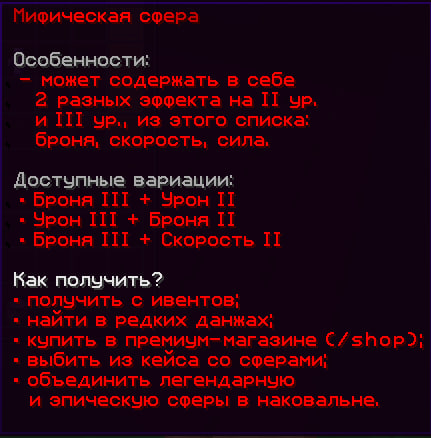 Мифическая сфера
Особенности:
– может содержать в себе
2 разных эффекта на II ур.
и III ур., из этого списка:
броня, скорость, сила.
Доступные вариации:
• Броня III + Урон II
• Урон III + Броня II
• Броня III + Скорость II
Как получить?
• получить с ивентов;
• найти в редких данжах;
• купить в премиум-магазине (/shop);
• выбить из кейса со сферами;
• объединить легендарную
и эпическую сферы в наковальне.